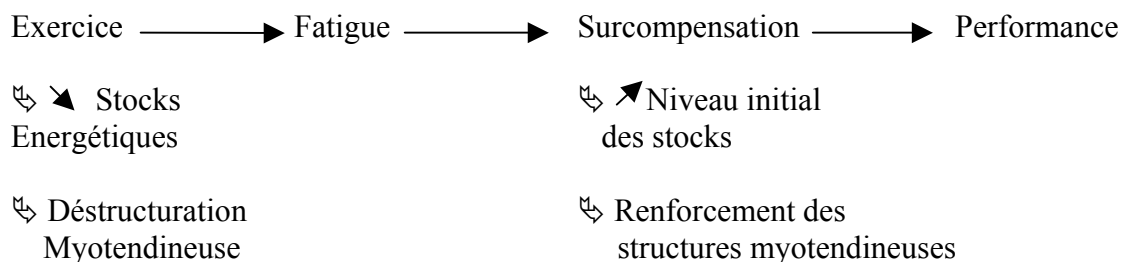 Exercice Fatigue Surcompensation Performance
Stocks
Energétiques
Niveau initial
des stocks
Déstructuration
Myotendineuse
Renforcement des
structures myotendineuses